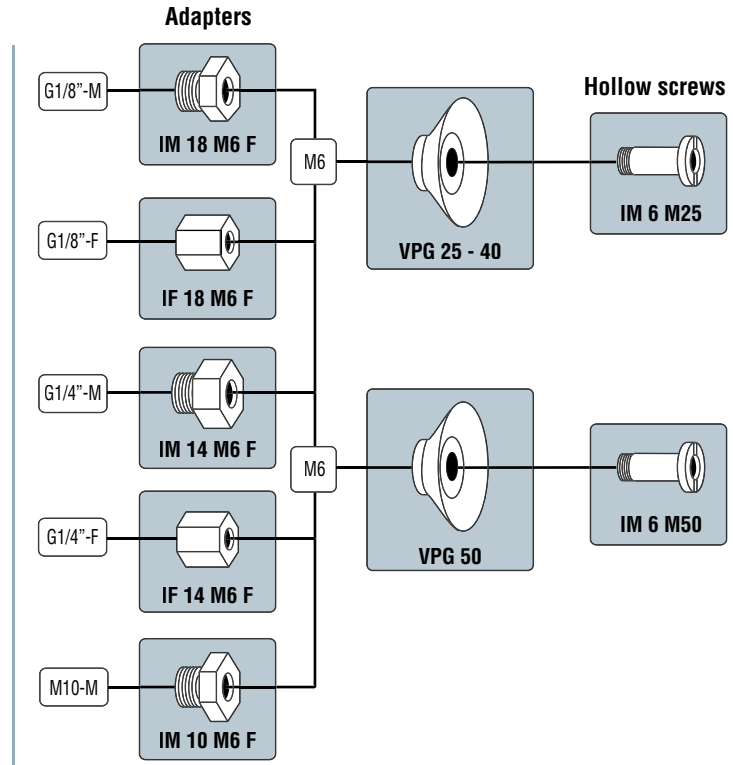 Adapters
G1/8”-M
IM 18 M6 F
M6
Hollow screws
VPG 25 - 40
IM 6 M25
G1/8”-F
IF 18 M6 F
G1/4”-M
IM 14 M6 F
M6
VPG 50
IM 6 M50
G1/4”-F
IF 14 M6 F
M10-M
IM 10 M6 F